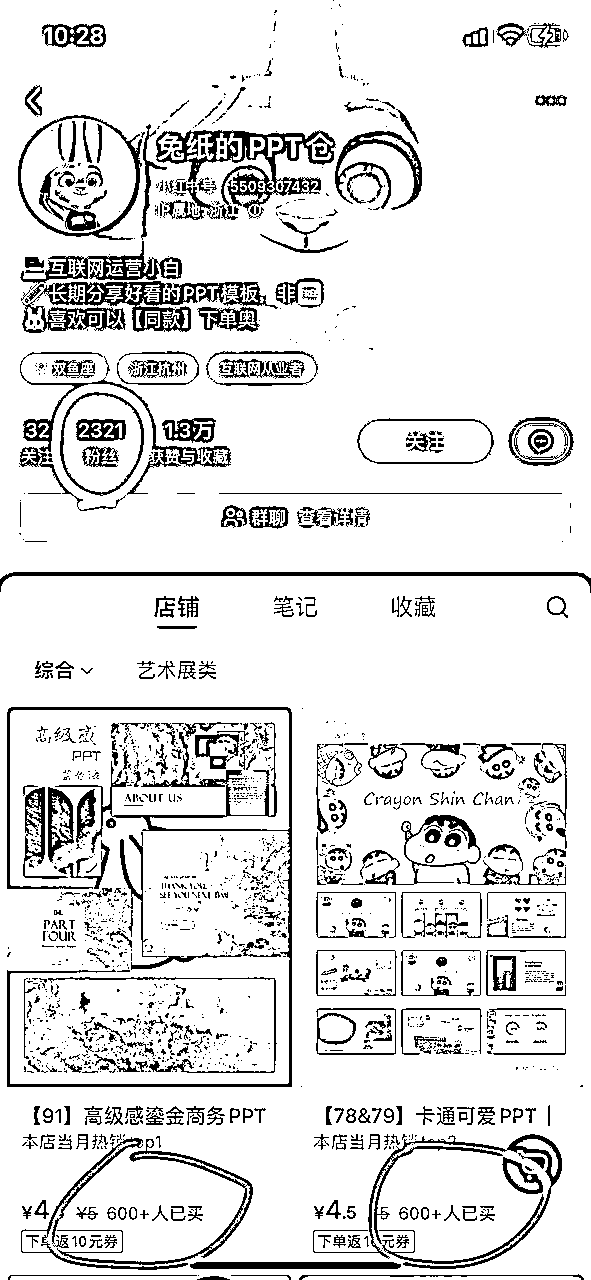 10:28
兔纸的PPT仓
小红书号:5509307432
IP属地:浙江
互联网运营小白
长期分享好看的PPT模板,非
喜欢可以【同款】下单奥
双鱼座 浙江杭州 互联网从业者
32 2321 1.3万
关注 粉丝 获赞与收藏
关注
群聊 查看详情
店铺 笔记 收藏
综合 艺术展类
高级感
PPT
ABOUT US
THANK YOU,
SEE YOU NEXT TIME
PART
FOUR
Crayon Shin Chan
【91】高级感鎏金商务PPT
本店当月热销top1
¥4. ¥5 600+人已买
下单返10元券
【78&79】卡通可爱PPT |
本店当月热销top2
¥4.5 ¥5 600+人已买
下单返10元券